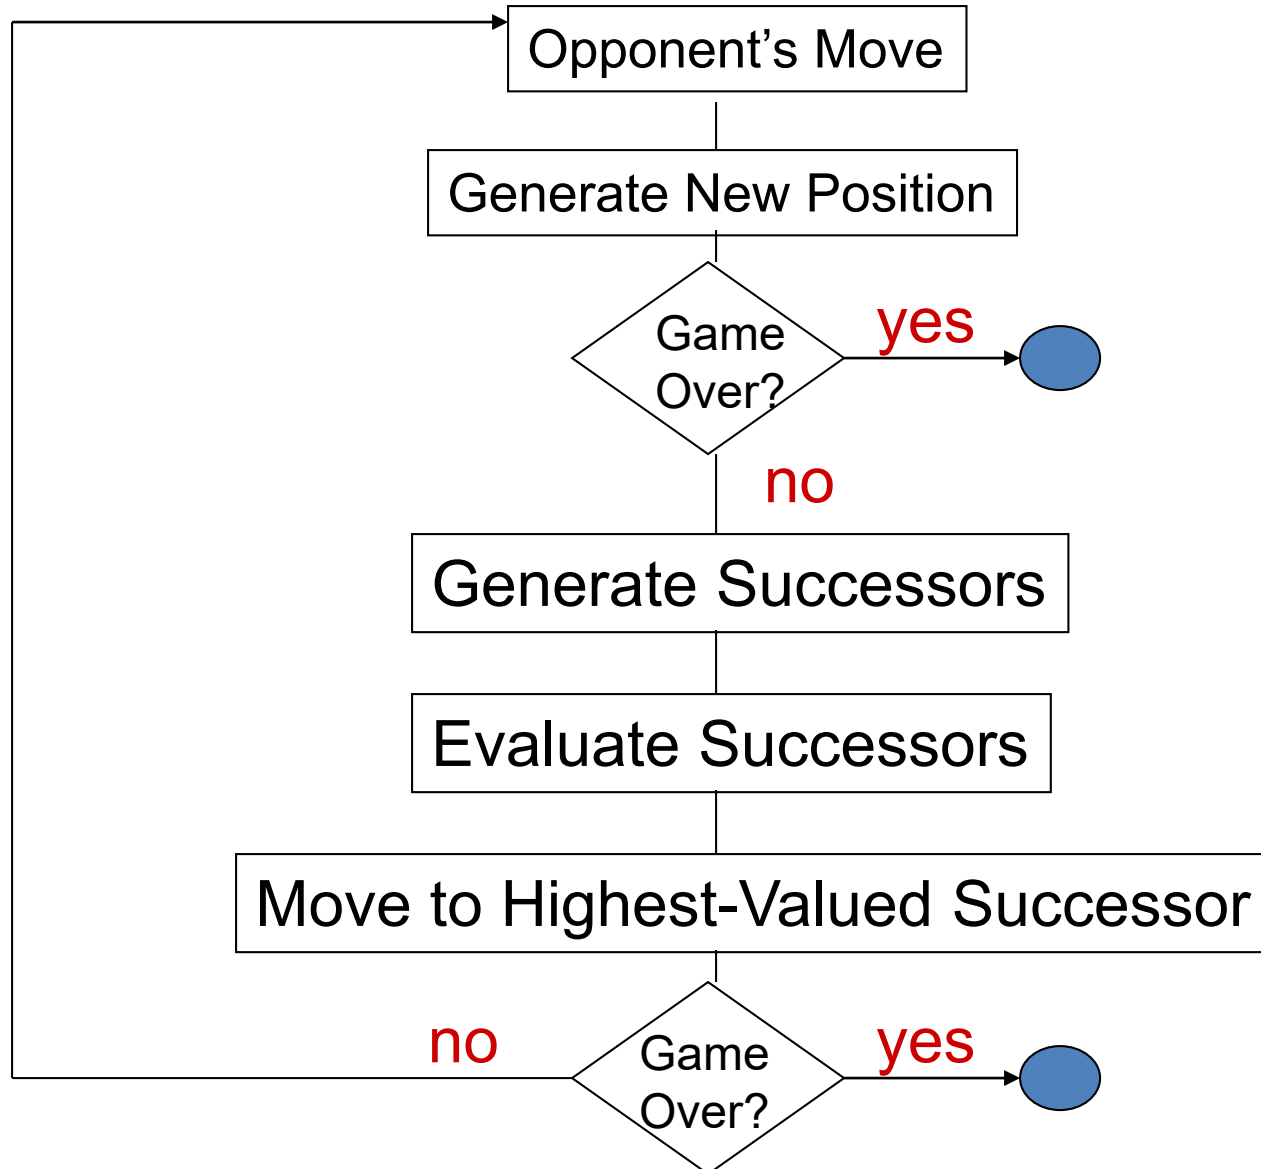 Opponent’s Move
Generate New Position
Game
Over?
yes
no
Generate Successors
Evaluate Successors
Move to Highest-Valued Successor
no
Game
Over?
yes